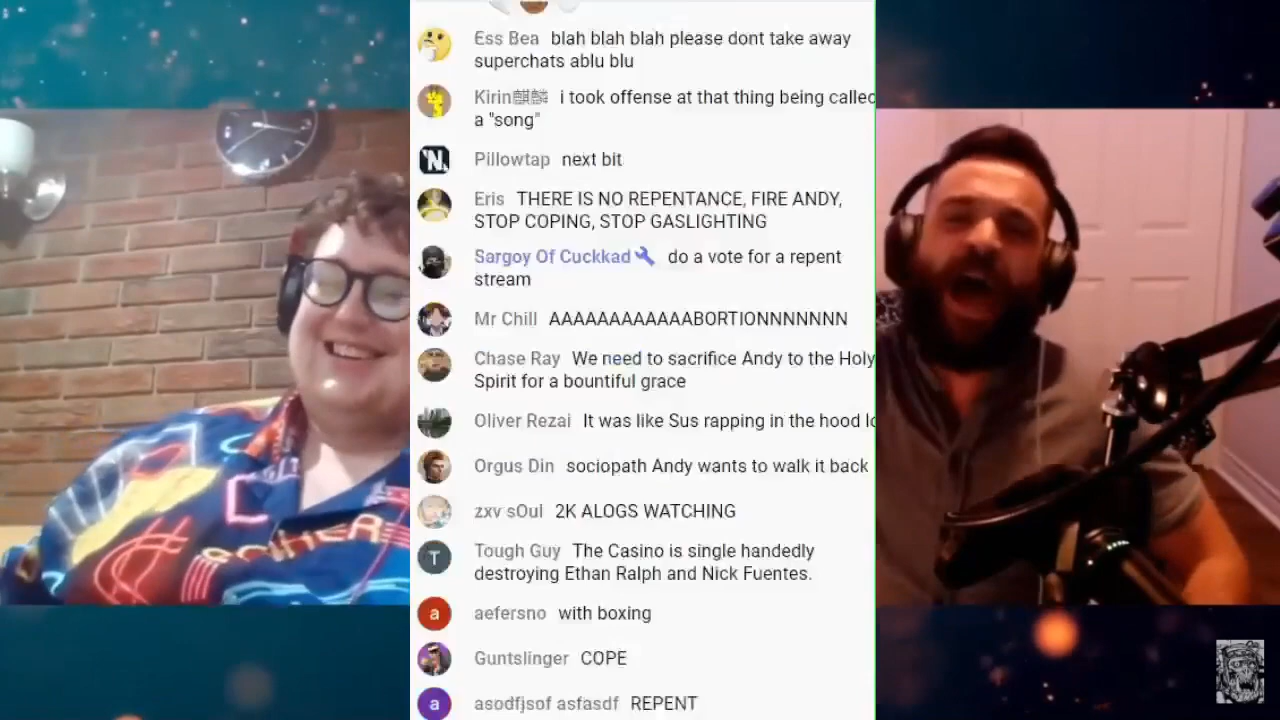 Ess Bea blah blah blah please dont take away
superchats ablu blu
Kirin麒麟 i took offense at that thing being called
a "song"
N.
Pillowtap next bit
Eris THERE IS NO REPENTANCE, FIRE ANDY,
STOP COPING, STOP GASLIGHTING
Sargoy Of Cuckkad do a vote for a repent
stream
Mr Chill AAAAAAAAAAAABORTIONNNNNNN
Chase Ray We need to sacrifice Andy to the Holy
Spirit for a bountiful grace
Oliver Rezai It was like Sus rapping in the hood
Orgus Din sociopath Andy wants to walk it back
zxv sOul 2K ALOGS WATCHING
T
Tough Guy The Casino is single handedly
destroying Ethan Ralph and Nick Fuentes.
a
aefersno with boxing
Guntslinger COPE
a
asodfjsof asfasdf REPENT